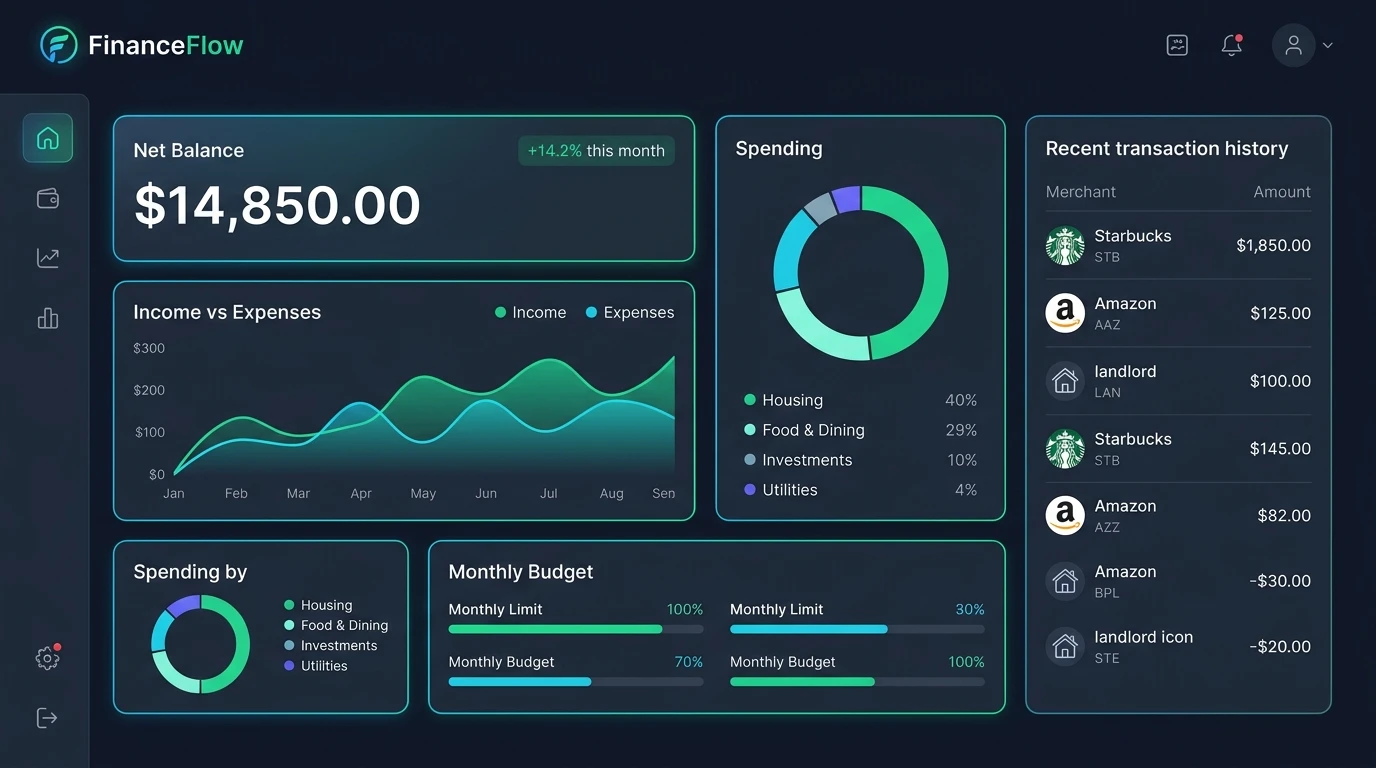 FinanceFlow
Net Balance
+14.2% this month
$14,850.00
Income vs Expenses
Income
Expenses
$300
$200
$100
$0
Jan Feb Mar Apr May Jun Jul Aug Sen
Spending
Housing 40%
Food & Dining 29%
Investments 10%
Utilities 4%
Recent transaction history
Merchant Amount
Starbucks $1,850.00
STB
Amazon $125.00
AAZ
landlord $100.00
LAN
Starbucks $145.00
STB
Amazon $82.00
AZZ
Amazon -$30.00
BPL
landlord icon -$20.00
STE
Spending by
Housing
Food & Dining
Investments
Utilities
Monthly Budget
Monthly Limit 100%
Monthly Limit 30%
Monthly Budget 70%
Monthly Budget 100%